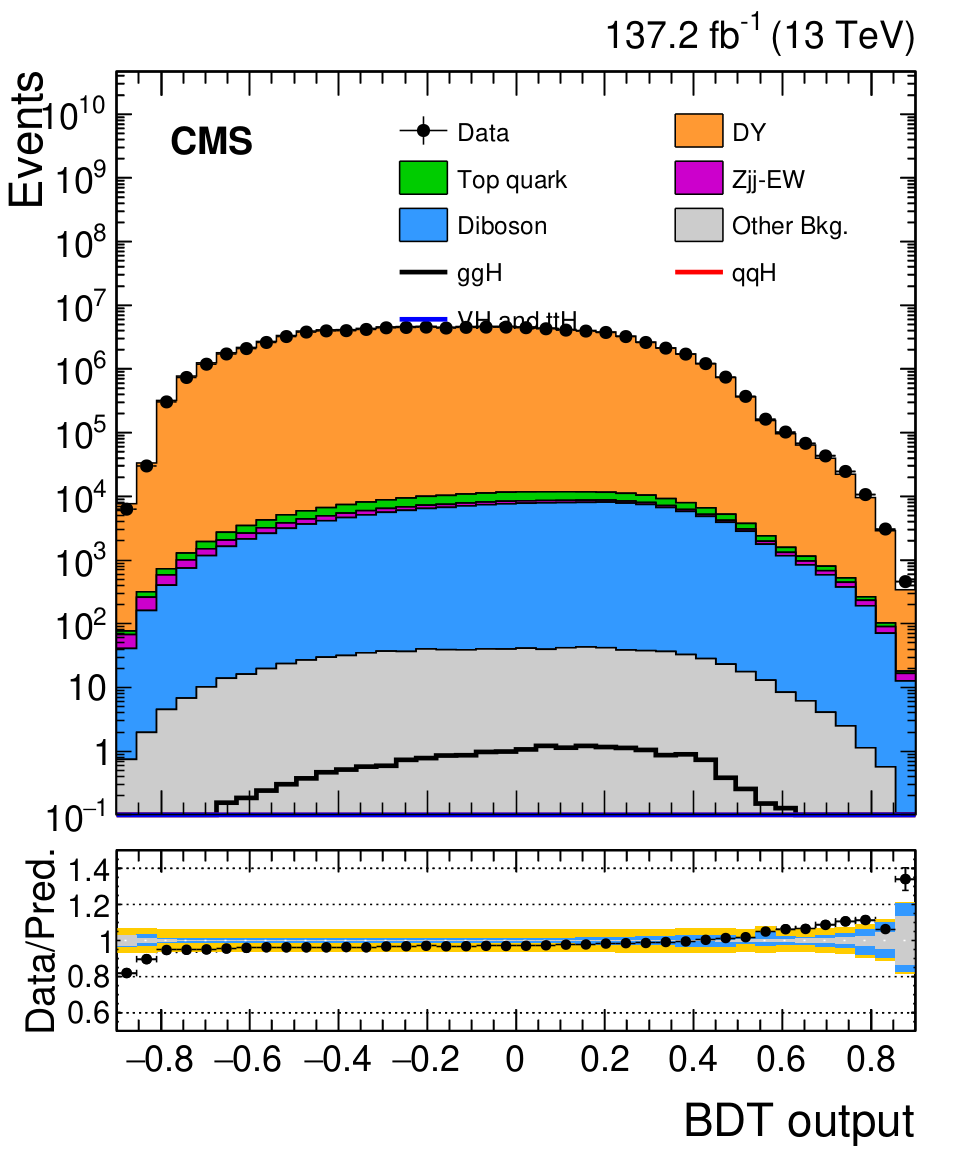 137.2 fb-1 (13 TeV)
Events
CMS
Data
DY
Top quark
Zjj-EW
Diboson
Other Bkg.
ggH
qqH
VH and ttH
10^10
10^9
10^8
10^7
10^6
10^5
10^4
10^3
10^2
10
1
10^−1
Data/Pred.
1.4
1.2
1
0.8
0.6
−0.8 −0.6 −0.4 −0.2 0 0.2 0.4 0.6 0.8
BDT output